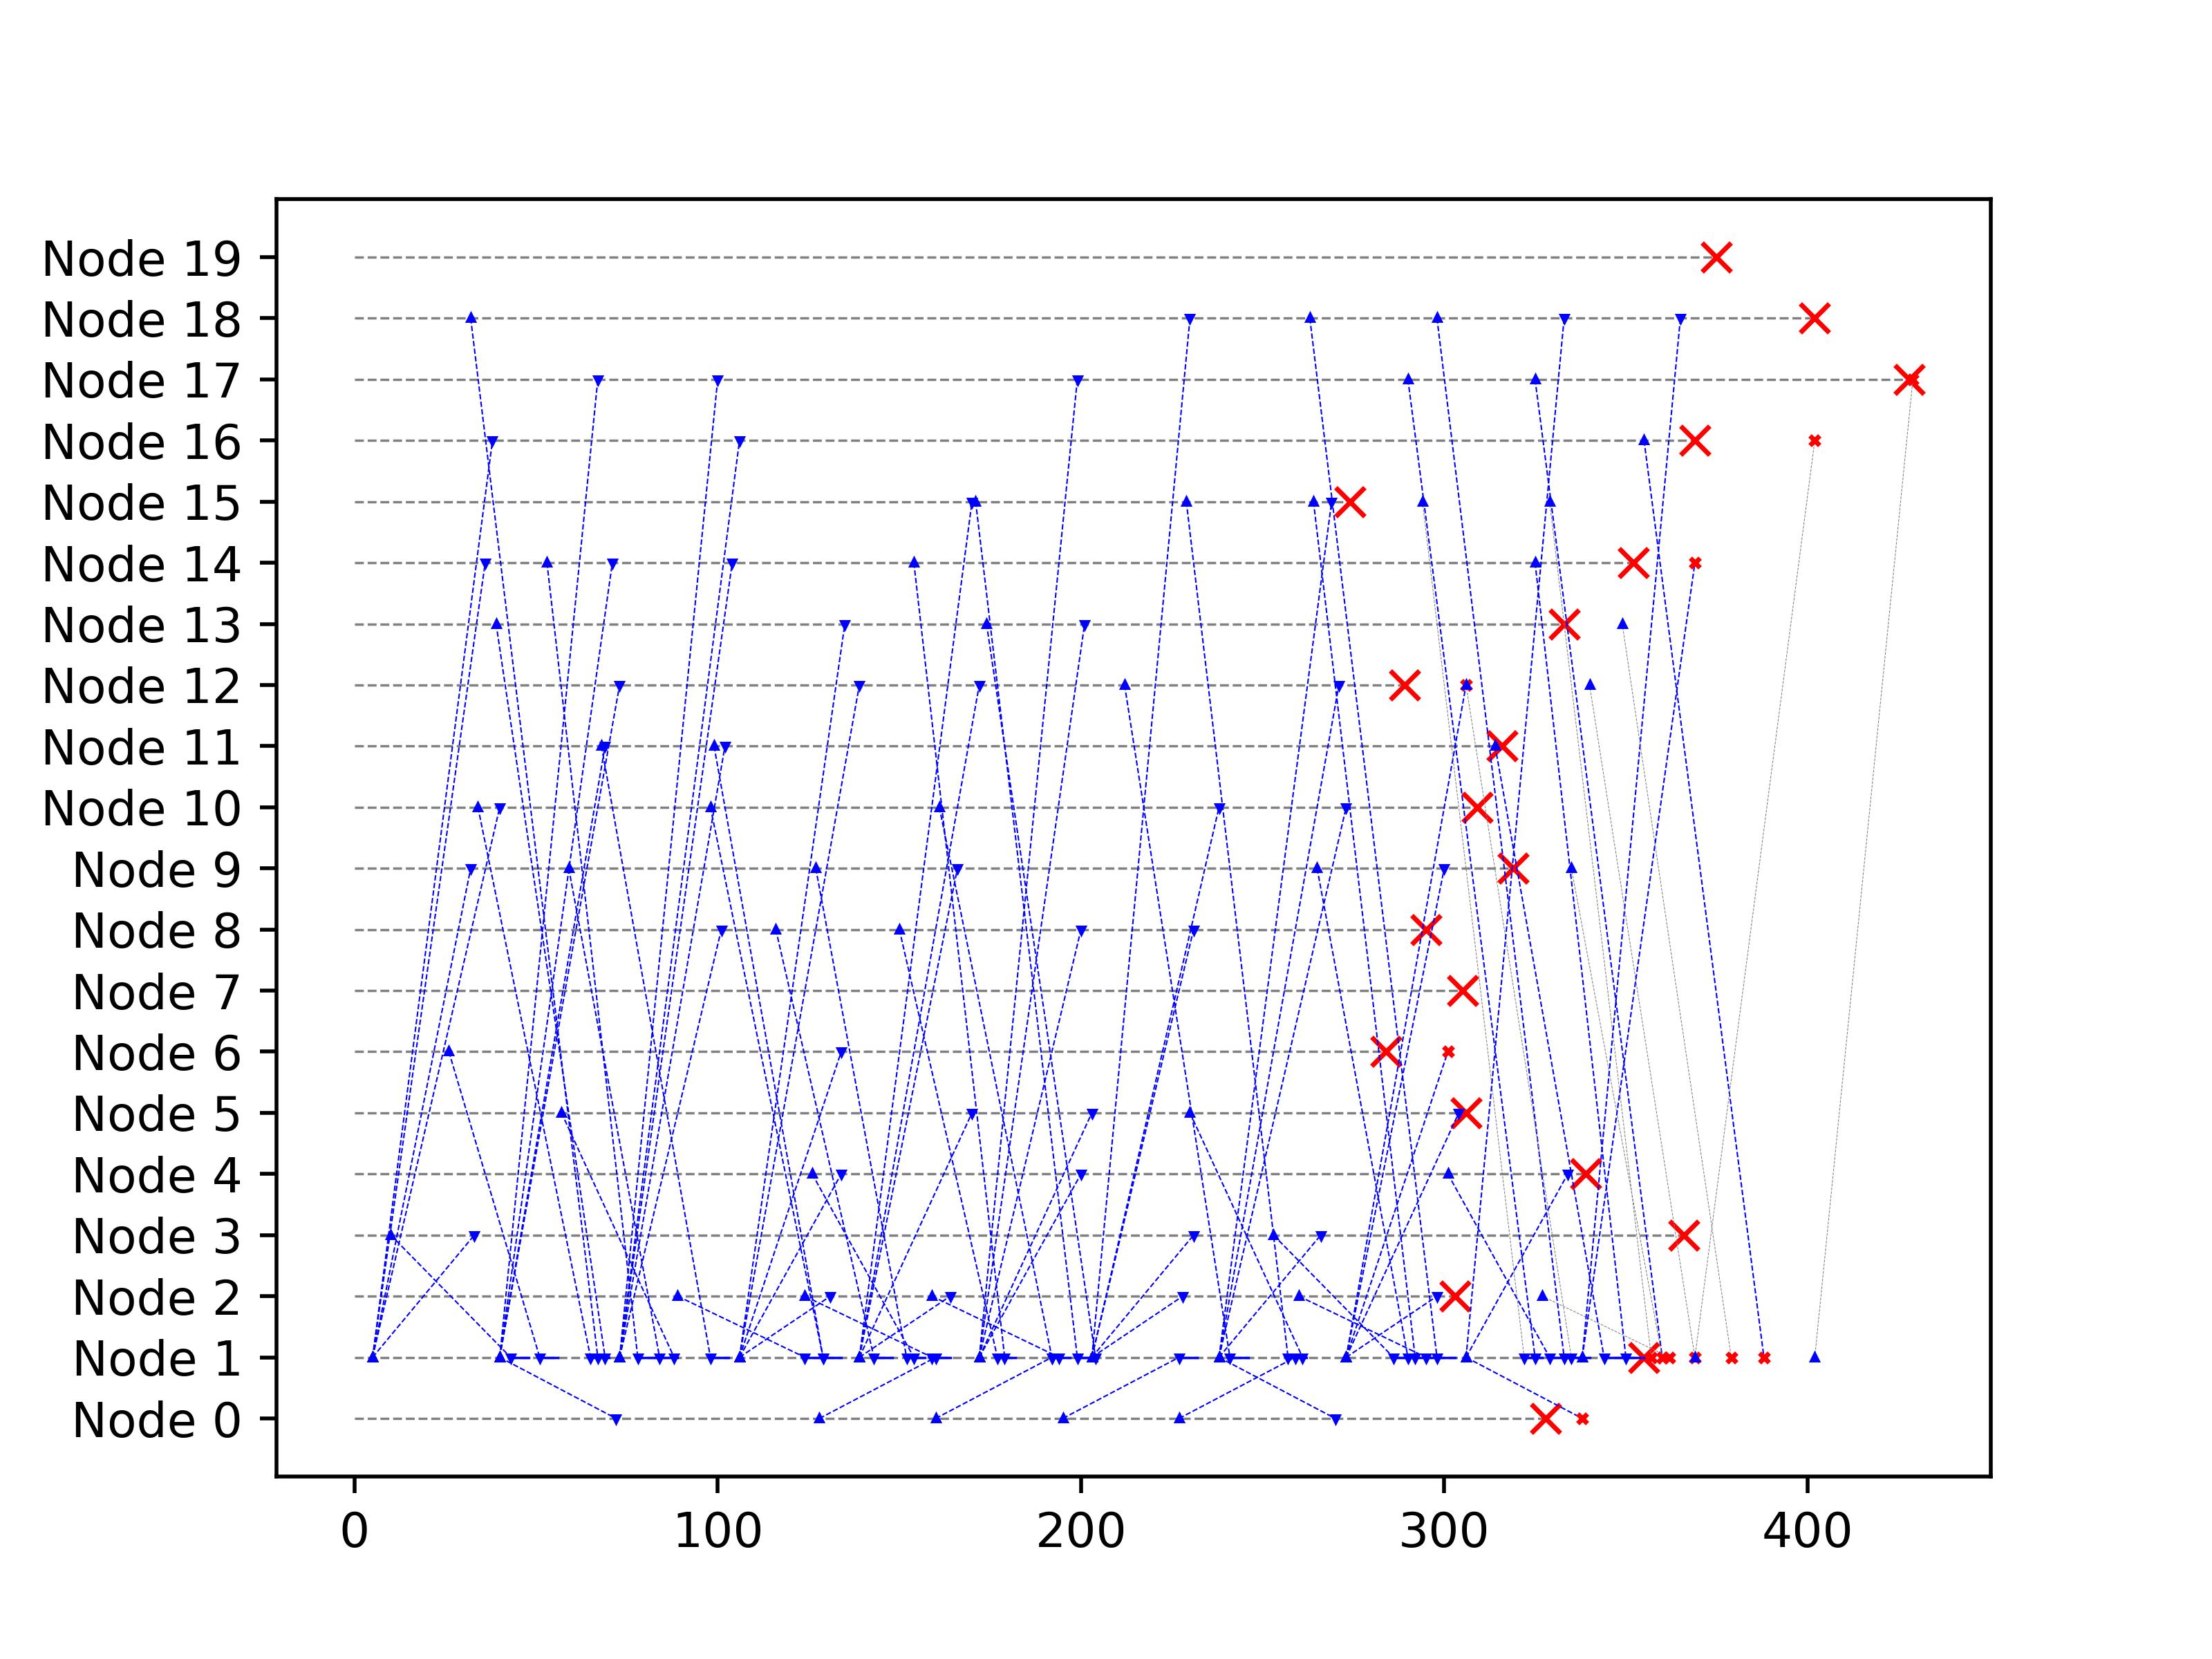 Node 19
Node 18
Node 17
Node 16
Node 15
Node 14
Node 13
Node 12
Node 11
Node 10
Node 9
Node 8
Node 7
Node 6
Node 5
Node 4
Node 3
Node 2
Node 1
Node 0
0 100 200 300 400